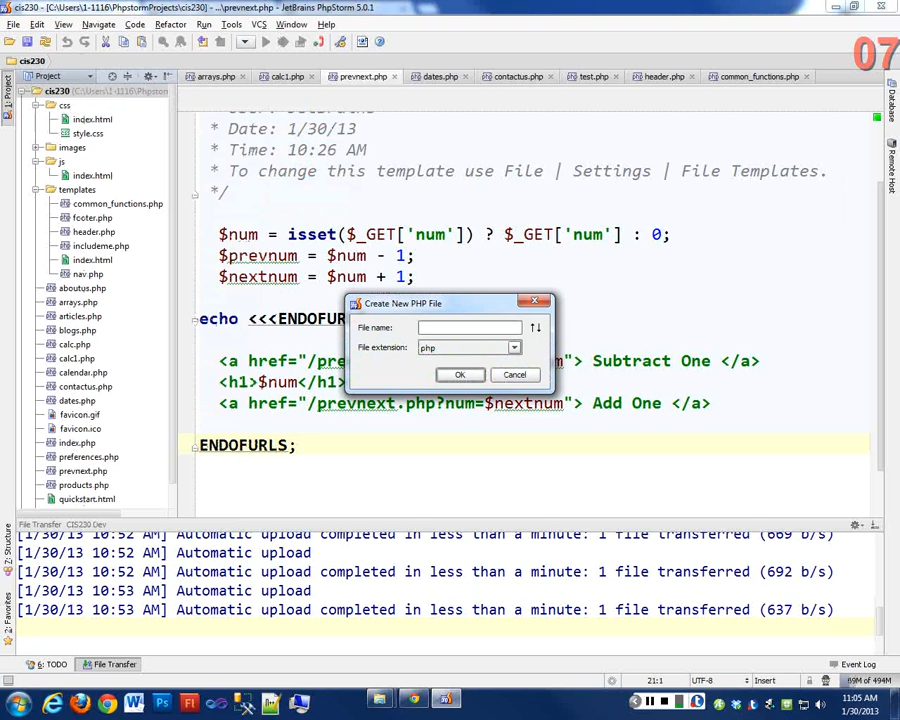 cis230 - [C:\Users\1-1116\PhpstormProjects\cis230] - ...\prevnext.php - JetBrains PhpStorm 5.0.1
File Edit View Navigate Code Refactor Run Tools VCS Window Help
07
cis230
Project
arrays.php calc1.php prevnext.php dates.php contactus.php test.php header.php common_functions.php
1: Project
Database
Remote Host
cis230 (C:\Users\1-1116\Phpstorm
css
index.html
style.css
images
js
index.html
templates
common_functions.php
footer.php
header.php
includeme.php
index.html
nav.php
aboutus.php
arrays.php
articles.php
blogs.php
calc.php
calc1.php
calendar.php
contactus.php
dates.php
favicon.gif
favicon.ico
index.php
preferences.php
prevnext.php
products.php
quickstart.html
* Date: 1/30/13
* Time: 10:26 AM
* To change this template use File | Settings | File Templates.
*/
$num = isset($_GET['num']) ? $_GET['num'] : 0;
$prevnum = $num - 1;
$nextnum = $num + 1;
echo <<<ENDOFUR
<a href="/pre m"> Subtract One </a>
<h1>$num</h1>
<a href="/prevnext.php?num=$nextnum"> Add One </a>
ENDOFURLS;
Create New PHP File
File name:
File extension: php
OK Cancel
File Transfer CIS230 Dev
[1/30/13 10:52 AM] Automatic upload completed in less than a minute: 1 file transferred (669 b/s)
[1/30/13 10:52 AM] Automatic upload
[1/30/13 10:52 AM] Automatic upload completed in less than a minute: 1 file transferred (692 b/s)
[1/30/13 10:53 AM] Automatic upload
[1/30/13 10:53 AM] Automatic upload completed in less than a minute: 1 file transferred (637 b/s)
Z: Structure
2: Favorites
6: TODO File Transfer Event Log
21:1 UTF-8 Insert 89M of 494M
11:05 AM
1/30/2013